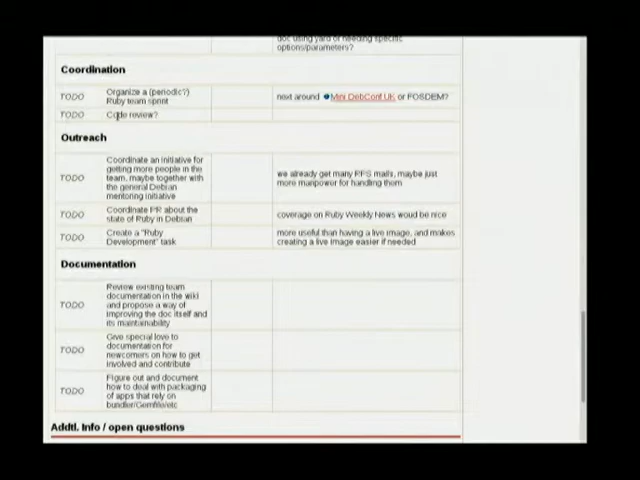 doc using yard or needing specific
options/parameters?
Coordination
TODO
Organize a (periodic?)
Ruby team sprint
next around Mini DebConf UK or FOSDEM?
TODO
Code review?
Outreach
TODO
Coordinate an initiative for
getting more people in the
team, maybe together with
the general Debian
mentoring initiative
we already get many RFS mails, maybe just
more manpower for handling them
TODO
Coordinate PR about the
state of Ruby in Debian
coverage on Ruby Weekly News woud be nice
TODO
Create a "Ruby
Development" task
more useful than having a live image, and makes
creating a live image easier if needed
Documentation
TODO
Review existing team
documentation in the wiki
and propose a way of
improving the doc itself and
its maintainability
TODO
Give special love to
documentation for
newcomers on how to get
involved and contribute
TODO
Figure out and document
how to deal with packaging
of apps that rely on
bundler/Gemfile/etc
Addtl. Info / open questions